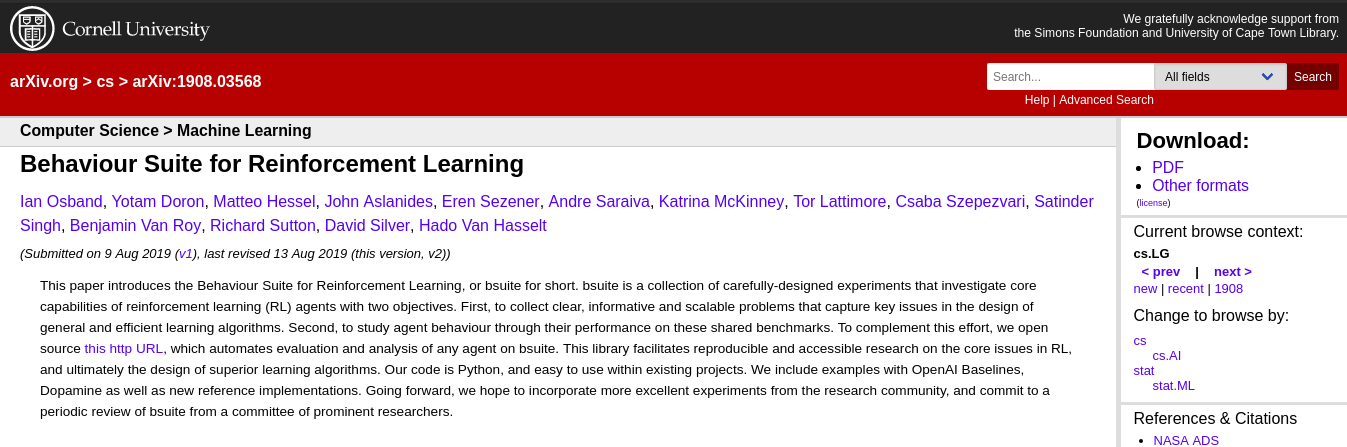 Cornell University
We gratefully acknowledge support from
the Simons Foundation and University of Cape Town Library.
arXiv.org > cs > arXiv:1908.03568
Search...
All fields
Search
Help | Advanced Search
Computer Science > Machine Learning
Behaviour Suite for Reinforcement Learning
Ian Osband, Yotam Doron, Matteo Hessel, John Aslanides, Eren Sezener, Andre Saraiva, Katrina McKinney, Tor Lattimore, Csaba Szepezvari, Satinder
Singh, Benjamin Van Roy, Richard Sutton, David Silver, Hado Van Hasselt
(Submitted on 9 Aug 2019 (v1), last revised 13 Aug 2019 (this version, v2))
This paper introduces the Behaviour Suite for Reinforcement Learning, or bsuite for short. bsuite is a collection of carefully-designed experiments that investigate core
capabilities of reinforcement learning (RL) agents with two objectives. First, to collect clear, informative and scalable problems that capture key issues in the design of
general and efficient learning algorithms. Second, to study agent behaviour through their performance on these shared benchmarks. To complement this effort, we open
source this http URL, which automates evaluation and analysis of any agent on bsuite. This library facilitates reproducible and accessible research on the core issues in RL,
and ultimately the design of superior learning algorithms. Our code is Python, and easy to use within existing projects. We include examples with OpenAI Baselines,
Dopamine as well as new reference implementations. Going forward, we hope to incorporate more excellent experiments from the research community, and commit to a
periodic review of bsuite from a committee of prominent researchers.
Download:
PDF
Other formats
(license)
Current browse context:
cs.LG
< prev | next >
new | recent | 1908
Change to browse by:
cs
cs.AI
stat
stat.ML
References & Citations
NASA ADS